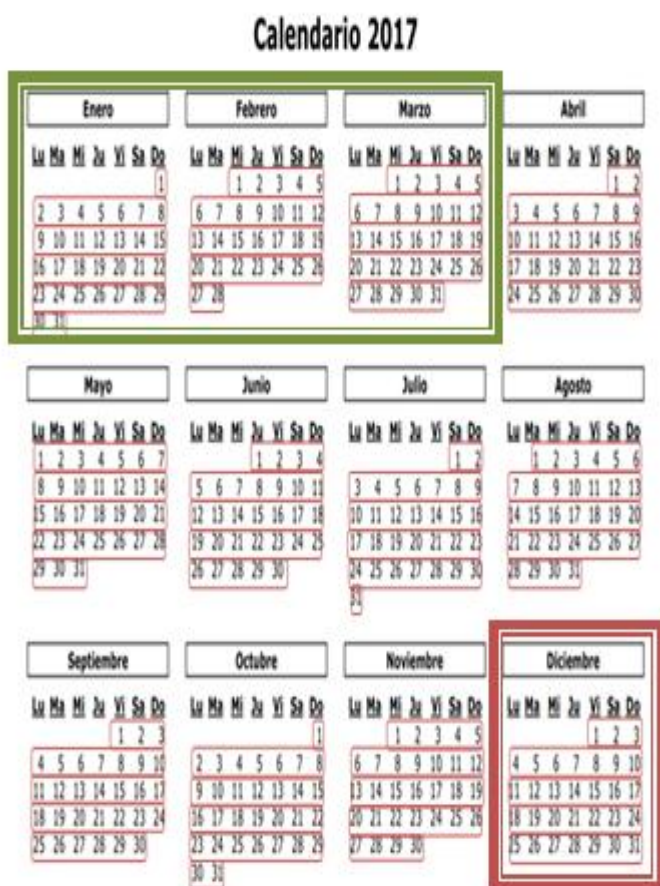 Calendario 2017
Enero Febrero Marzo Abril
Lu Ma Mi Ju Vi Sa Do Lu Ma Mi Ju Vi Sa Do Lu Ma Mi Ju Vi Sa Do Lu Ma Mi Ju Vi Sa Do
1 1 2 3 4 5 1 2 3 4 5 1 2
2 3 4 5 6 7 8 6 7 8 9 10 11 12 6 7 8 9 10 11 12 3 4 5 6 7 8 9
9 10 11 12 13 14 15 13 14 15 16 17 18 19 13 14 15 16 17 18 19 10 11 12 13 14 15 16
16 17 18 19 20 21 22 20 21 22 23 24 25 26 20 21 22 23 24 25 26 17 18 19 20 21 22 23
23 24 25 26 27 28 29 27 28 27 28 29 30 31 24 25 26 27 28 29 30
30 31
Mayo Junio Julio Agosto
Lu Ma Mi Ju Vi Sa Do Lu Ma Mi Ju Vi Sa Do Lu Ma Mi Ju Vi Sa Do Lu Ma Mi Ju Vi Sa Do
1 2 3 4 5 6 7 1 2 3 4 1 2 1 2 3 4 5 6
8 9 10 11 12 13 14 5 6 7 8 9 10 11 3 4 5 6 7 8 9 7 8 9 10 11 12 13
15 16 17 18 19 20 21 12 13 14 15 16 17 18 10 11 12 13 14 15 16 14 15 16 17 18 19 20
22 23 24 25 26 27 28 19 20 21 22 23 24 25 17 18 19 20 21 22 23 21 22 23 24 25 26 27
29 30 31 26 27 28 29 30 24 25 26 27 28 29 30 28 29 30 31
31
Septiembre Octubre Noviembre Diciembre
Lu Ma Mi Ju Vi Sa Do Lu Ma Mi Ju Vi Sa Do Lu Ma Mi Ju Vi Sa Do Lu Ma Mi Ju Vi Sa Do
1 2 3 1 1 2 3 4 5 1 2 3
4 5 6 7 8 9 10 2 3 4 5 6 7 8 6 7 8 9 10 11 12 4 5 6 7 8 9 10
11 12 13 14 15 16 17 9 10 11 12 13 14 15 13 14 15 16 17 18 19 11 12 13 14 15 16 17
18 19 20 21 22 23 24 16 17 18 19 20 21 22 20 21 22 23 24 25 26 18 19 20 21 22 23 24
25 26 27 28 29 30 23 24 25 26 27 28 29 27 28 29 30 25 26 27 28 29 30 31
30 31